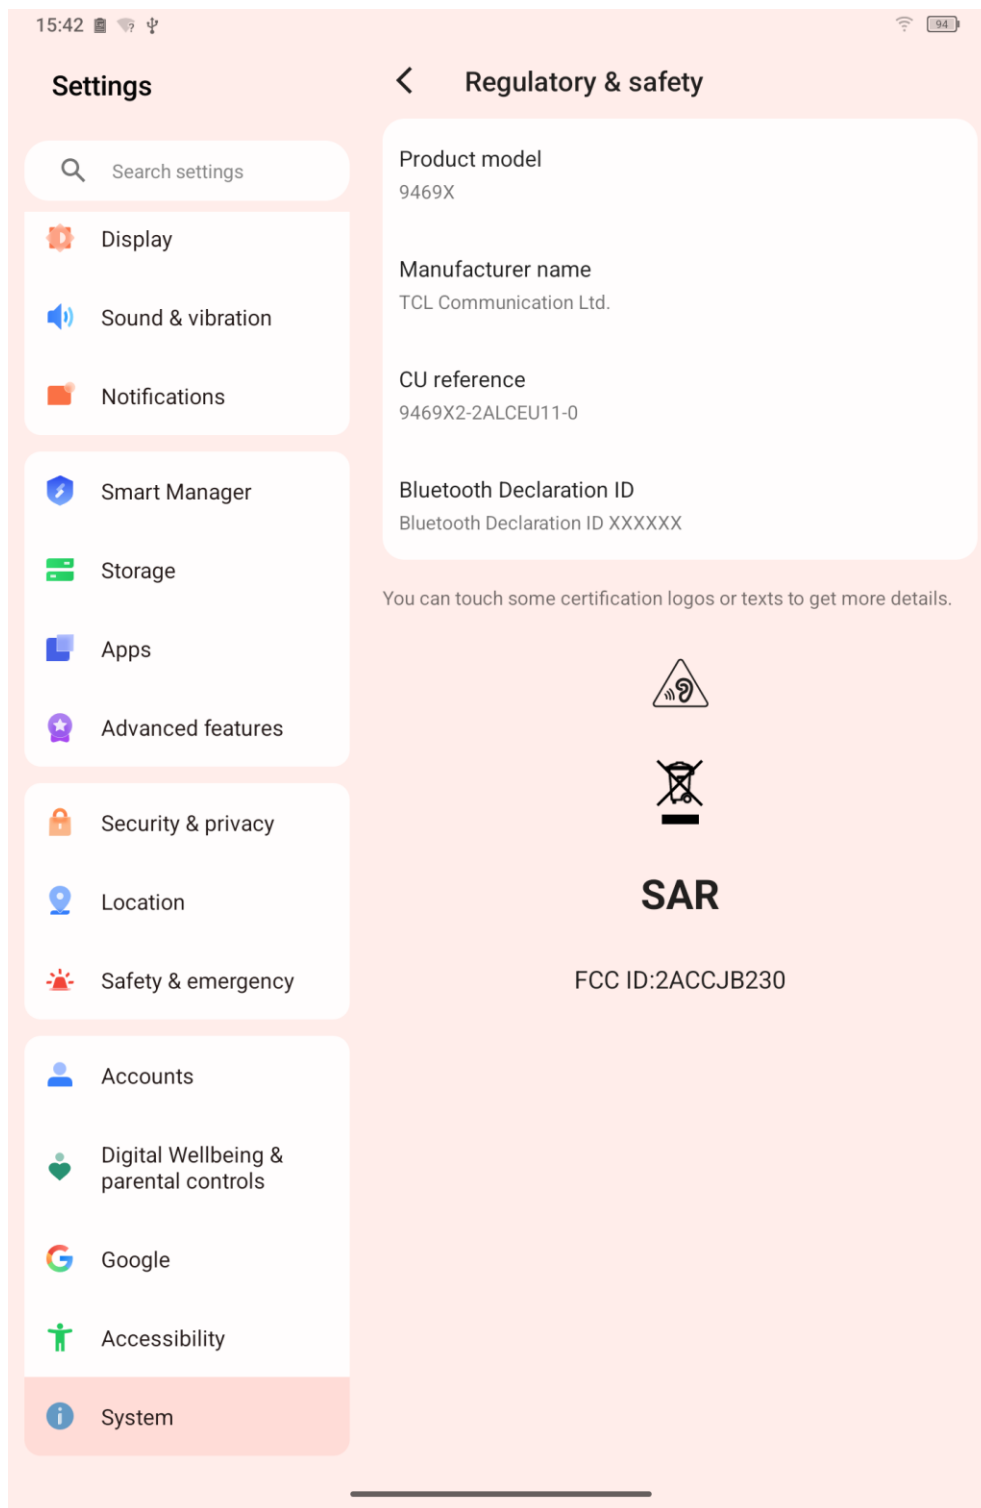 15:42
94
Settings
Search settings
Display
Sound & vibration
Notifications
Smart Manager
Storage
Apps
Advanced features
Security & privacy
Location
Safety & emergency
Accounts
Digital Wellbeing &
parental controls
Google
Accessibility
System
Regulatory & safety
Product model
9469X
Manufacturer name
TCL Communication Ltd.
CU reference
9469X2-2ALCEU11-0
Bluetooth Declaration ID
Bluetooth Declaration ID XXXXXX
You can touch some certification logos or texts to get more details.
SAR
FCC ID:2ACCJB230